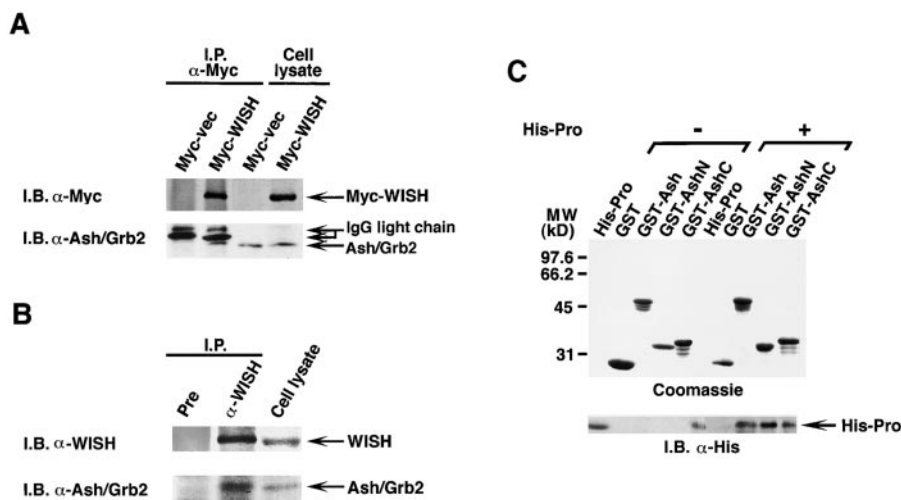 A
I.P.
α-Myc
Cell
lysate
Myc-vec
Myc-WISH
Myc-vec
Myc-WISH
I.B. α-Myc
Myc-WISH
I.B. α-Ash/Grb2
IgG light chain
Ash/Grb2
B
I.P.
Pre
α-WISH
Cell lysate
I.B. α-WISH
WISH
I.B. α-Ash/Grb2
Ash/Grb2
C
His-Pro
-
+
His-Pro
GST
GST-Ash
GST-AshN
GST-AshC
His-Pro
GST
GST-Ash
GST-AshN
GST-AshC
MW
(kD)
97.6
66.2
45
31
Coomassie
His-Pro
I.B. α-His